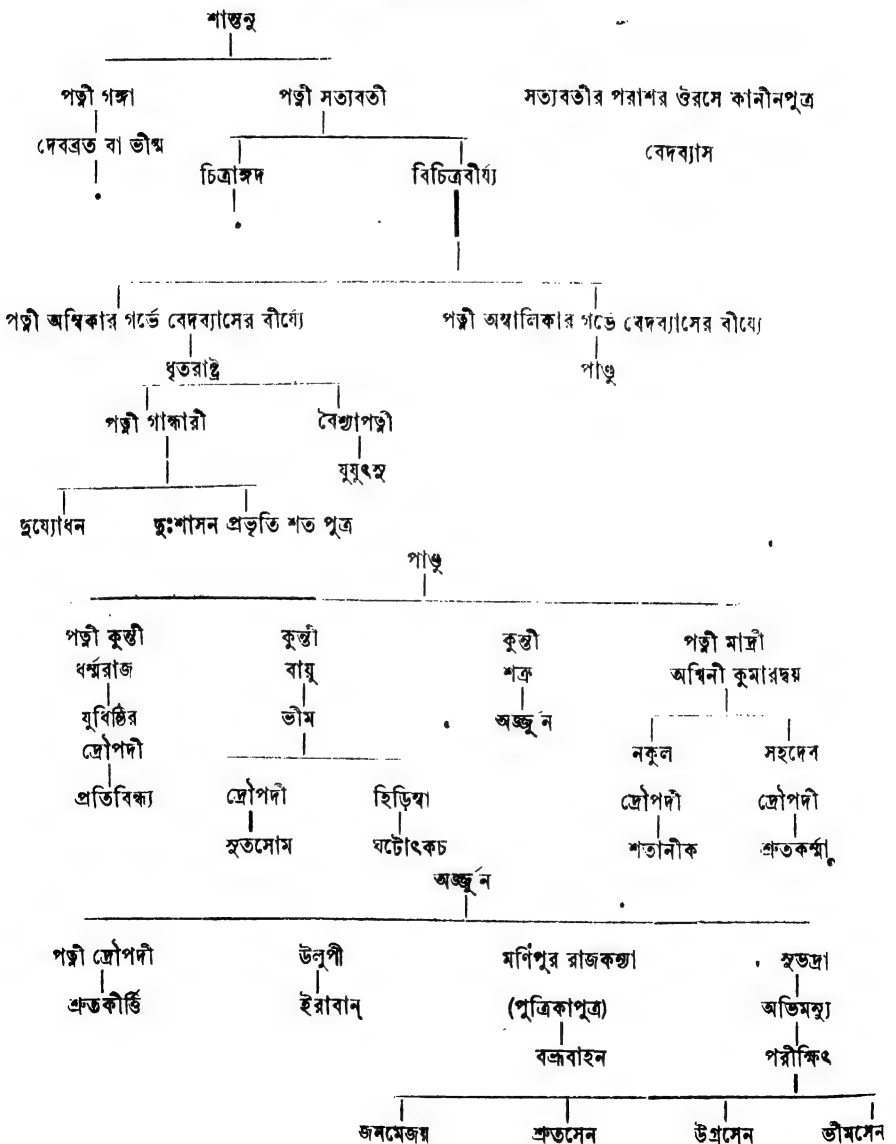 শান্তনু
পত্নী গঙ্গা পত্নী সত্যবতী সত্যবতীর পরাশর ঔরসে কানীনপুত্র
দেবব্রত বা ভীষ্ম বেদব্যাস
চিত্রাঙ্গদ বিচিত্রবীর্য্য
পত্নী অম্বিকার গর্ভে বেদব্যাসের বীর্য্যে পত্নী অম্বালিকার গর্ভে বেদব্যাসের বীর্য্যে
ধৃতরাষ্ট্র পাণ্ডু
পত্নী গান্ধারী বৈশ্যাপত্নী
যুযুৎসু
দুর্য্যোধন দুঃশাসন প্রভৃতি শত পুত্র
পাণ্ডু
পত্নী কুন্তী কুন্তী কুন্তী পত্নী মাদ্রী
ধর্ম্মরাজ বায়ু শক্র অশ্বিনী কুমারদ্বয়
যুধিষ্ঠির ভীম অর্জ্জুন
দ্রৌপদী নকুল সহদেব
প্রতিবিন্ধ্য দ্রৌপদী হিড়িম্বা দ্রৌপদী দ্রৌপদী
সুতসোম ঘটোৎকচ শতানীক শ্রুতকর্ম্মা
অর্জ্জুন
পত্নী দ্রৌপদী উলুপী মণিপুর রাজকন্যা সুভদ্রা
শ্রুতকীর্ত্তি ইরাবান্ (পুত্রিকাপুত্র) অভিমন্যু
বভ্রুবাহন পরীক্ষিৎ
জনমেজয় শ্রুতসেন উগ্রসেন ভীমসেন